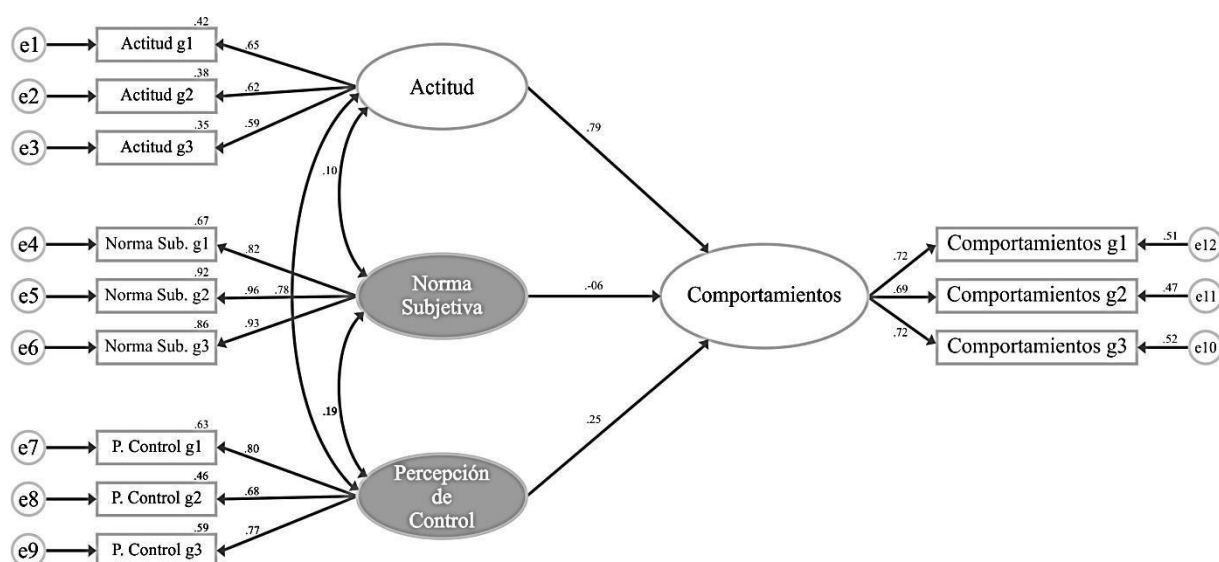 .42
e1
Actitud g1
.65
.38
e2
Actitud g2
.62
.35
e3
Actitud g3
.59
Actitud
.79
.10
.67
e4
Norma Sub. g1
.82
.92
e5
Norma Sub. g2
.96
.78
.86
e6
Norma Sub. g3
.93
Norma
Subjetiva
.-06
Comportamientos
.72
Comportamientos g1
.51
e12
.69
Comportamientos g2
.47
e11
.72
Comportamientos g3
.52
e10
.19
.25
.63
e7
P. Control g1
.80
.46
e8
P. Control g2
.68
.59
e9
P. Control g3
.77
Percepción
de
Control